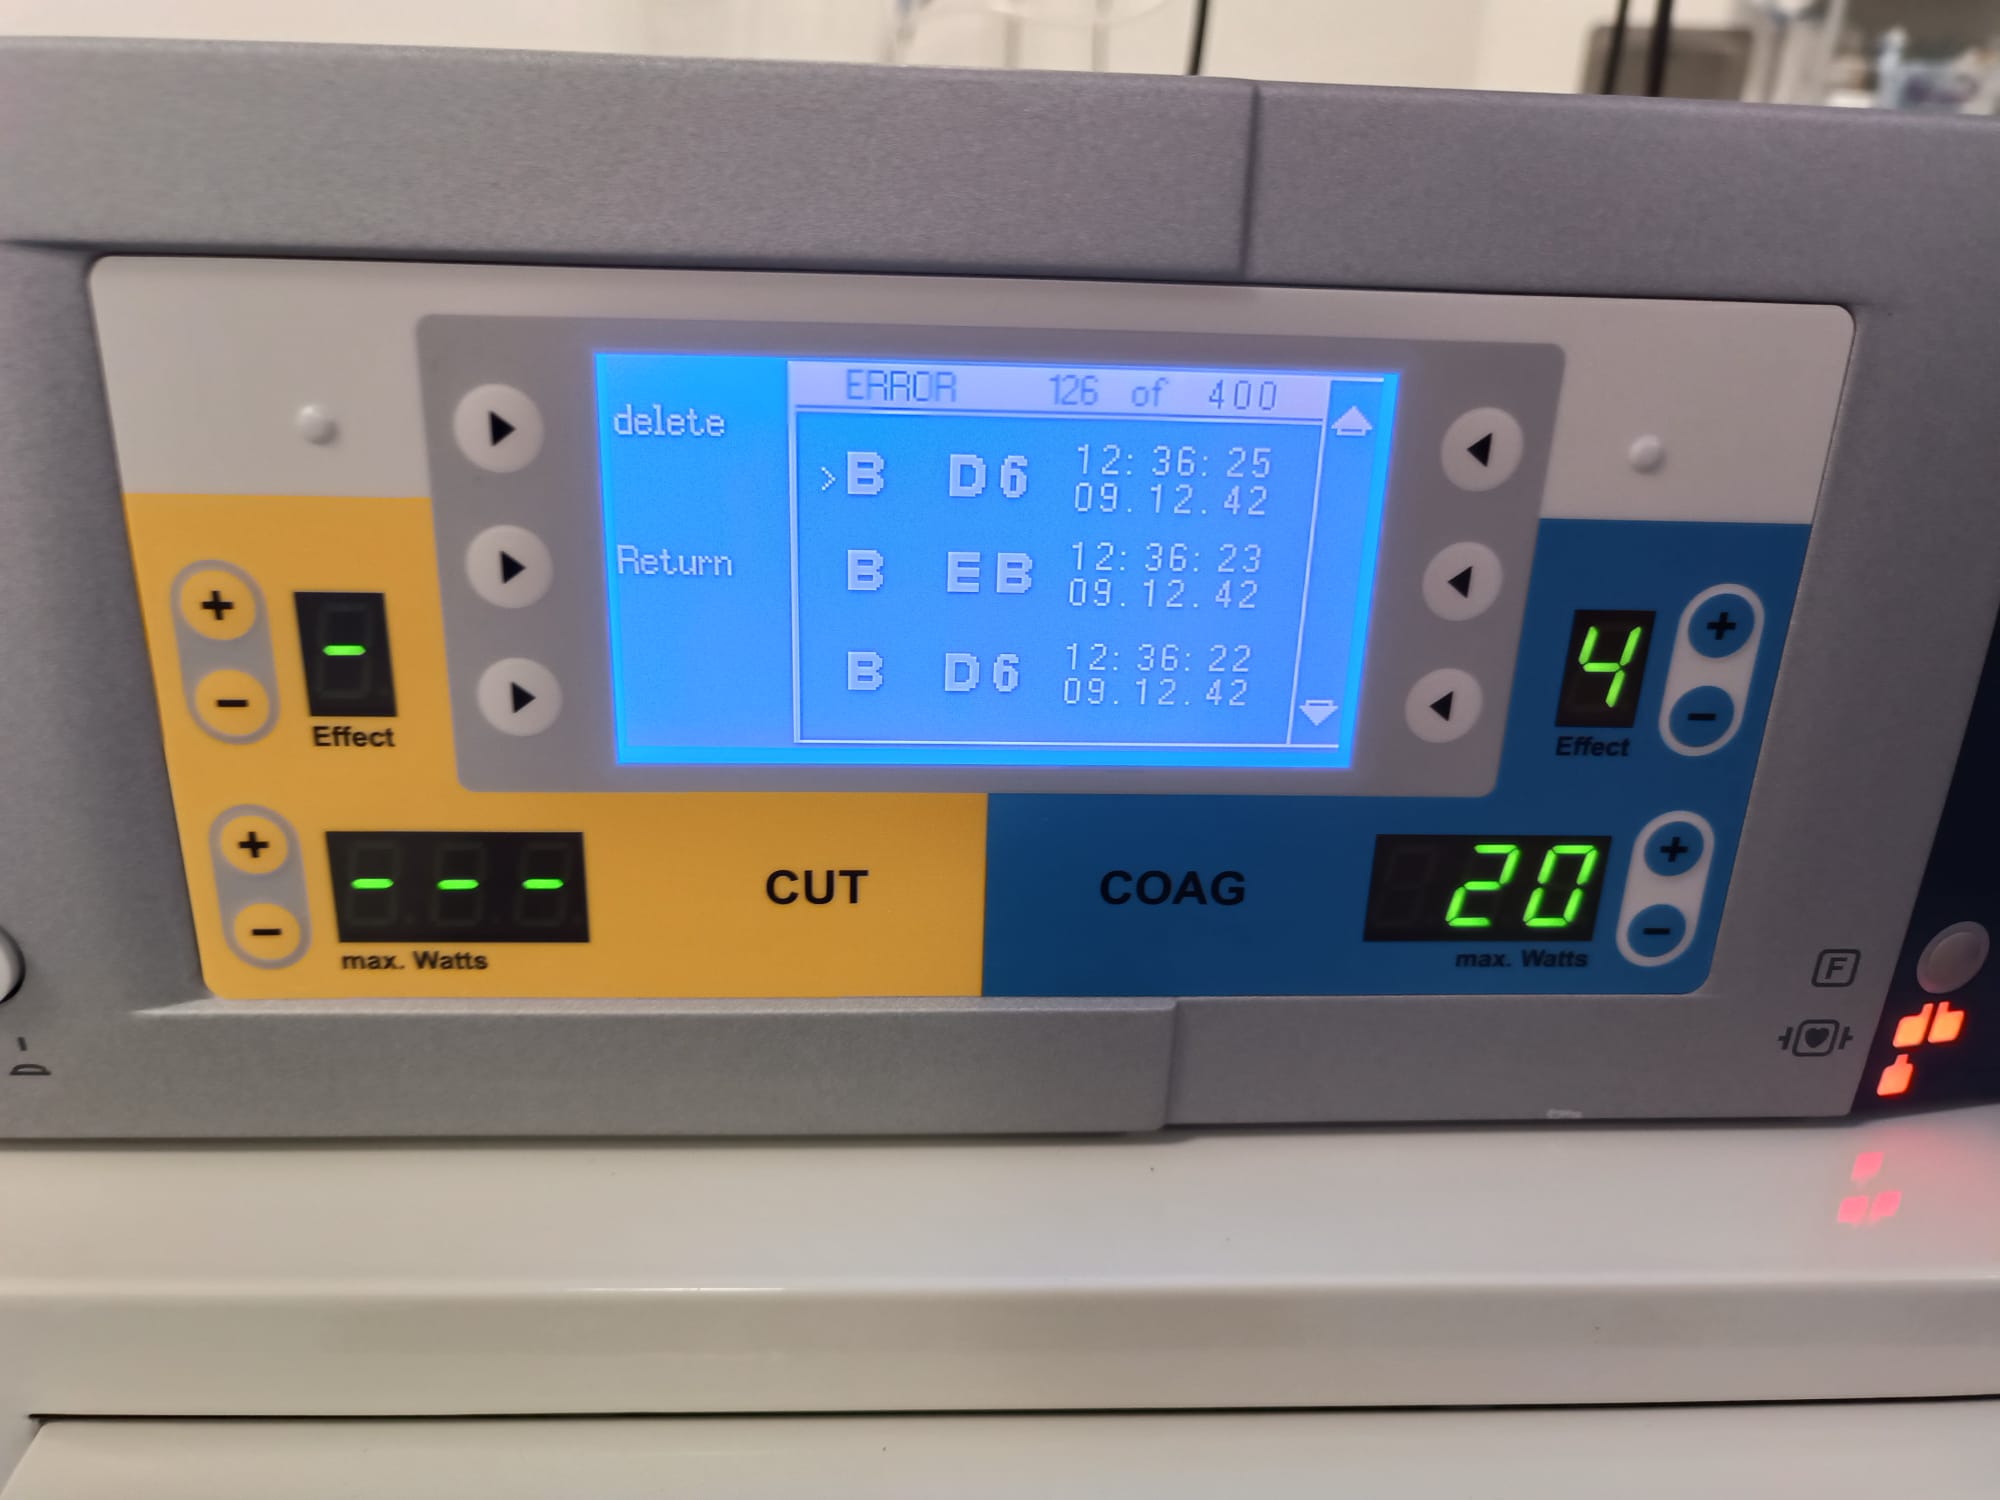 ERROR 126 of 400
delete
> B D6 12:36:25
09.12.42
Return
B EB 12:36:23
09.12.42
B D6 12:36:22
09.12.42
+
-
-
Effect
4
Effect
+
-
+
-
- - -
max. Watts
CUT
COAG
20
max. Watts
+
-
F